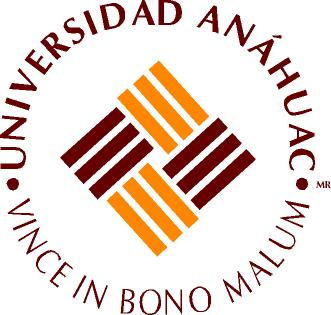 UNIVERSIDAD ANÁHUAC
MR
VINCE IN BONO MALUM